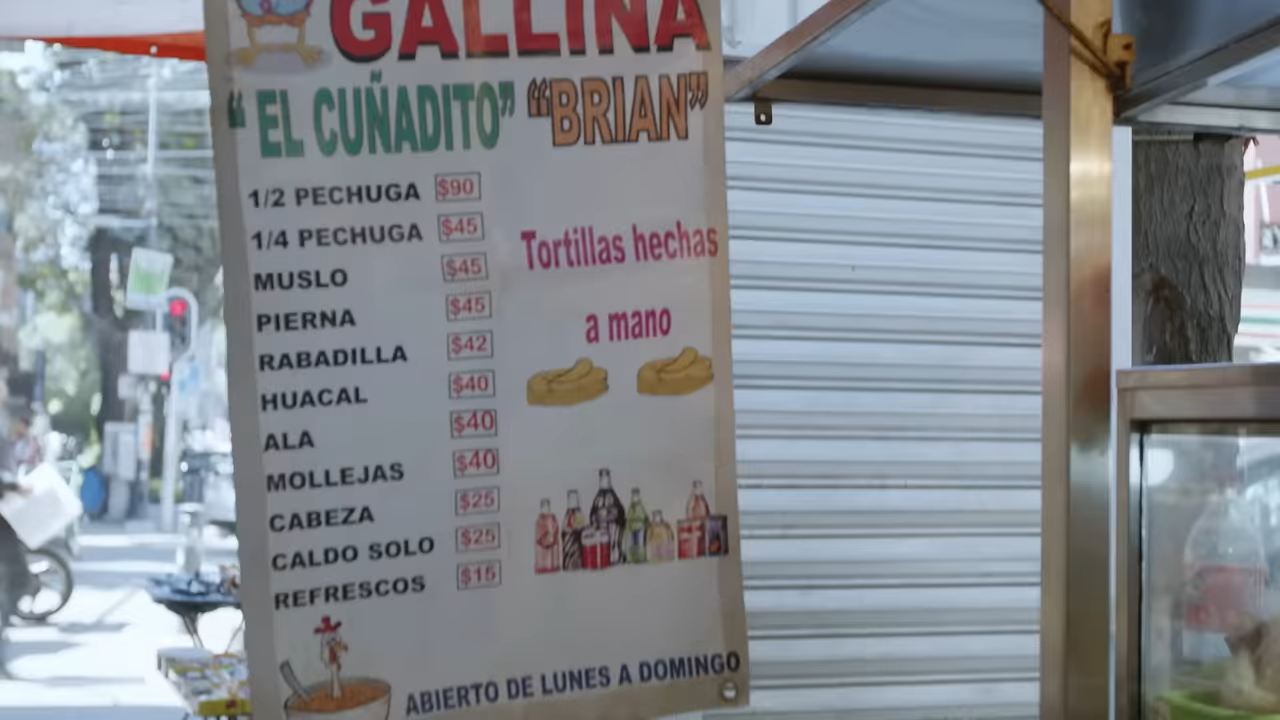 GALLINA
"EL CUÑADITO" "BRIAN"
1/2 PECHUGA $90
1/4 PECHUGA $45
MUSLO $45
PIERNA $45
RABADILLA $42
HUACAL $40
ALA $40
MOLLEJAS $40
CABEZA $25
CALDO SOLO $25
REFRESCOS $15
Tortillas hechas
a mano
ABIERTO DE LUNES A DOMINGO